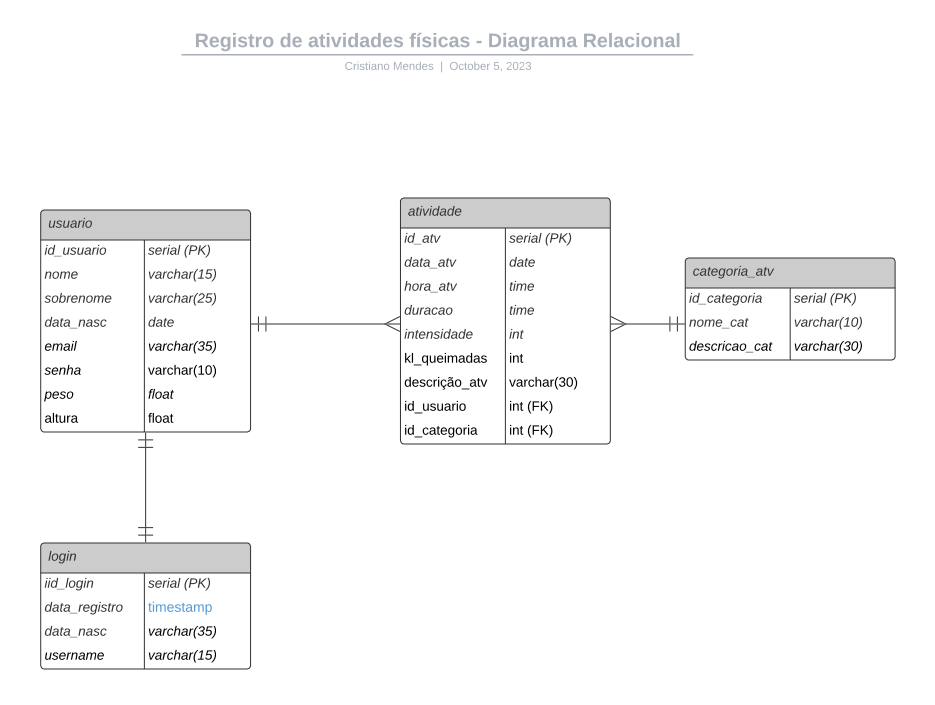 Registro de atividades físicas - Diagrama Relacional
Cristiano Mendes | October 5, 2023
usuario
id_usuario serial (PK)
nome varchar(15)
sobrenome varchar(25)
data_nasc date
email varchar(35)
senha varchar(10)
peso float
altura float
atividade
id_atv serial (PK)
data_atv date
hora_atv time
duracao time
intensidade int
kl_queimadas int
descrição_atv varchar(30)
id_usuario int (FK)
id_categoria int (FK)
categoria_atv
id_categoria serial (PK)
nome_cat varchar(10)
descricao_cat varchar(30)
login
iid_login serial (PK)
data_registro timestamp
data_nasc varchar(35)
username varchar(15)